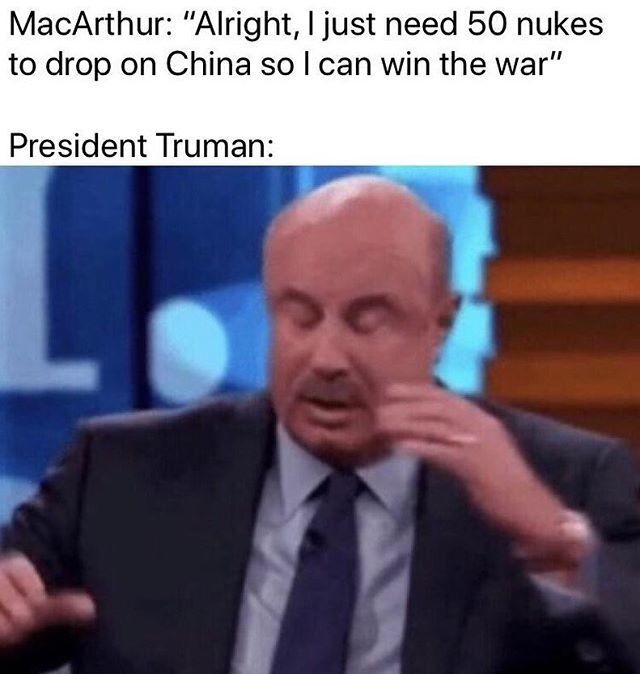 MacArthur: "Alright, I just need 50 nukes
to drop on China so I can win the war"
President Truman: